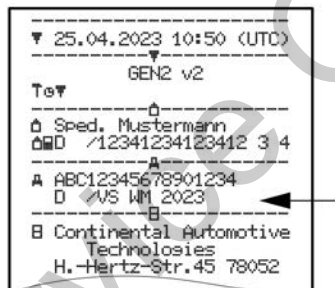 ▼ 25.04.2023 10:50 (UTC)
GEN2 v2
T⊙▼
Sped. Mustermann
D /12341234123412 3 4
ABC12345678901234
D /VS WM 2023
Continental Automotive
Technologies
H.-Hertz-Str.45 78052